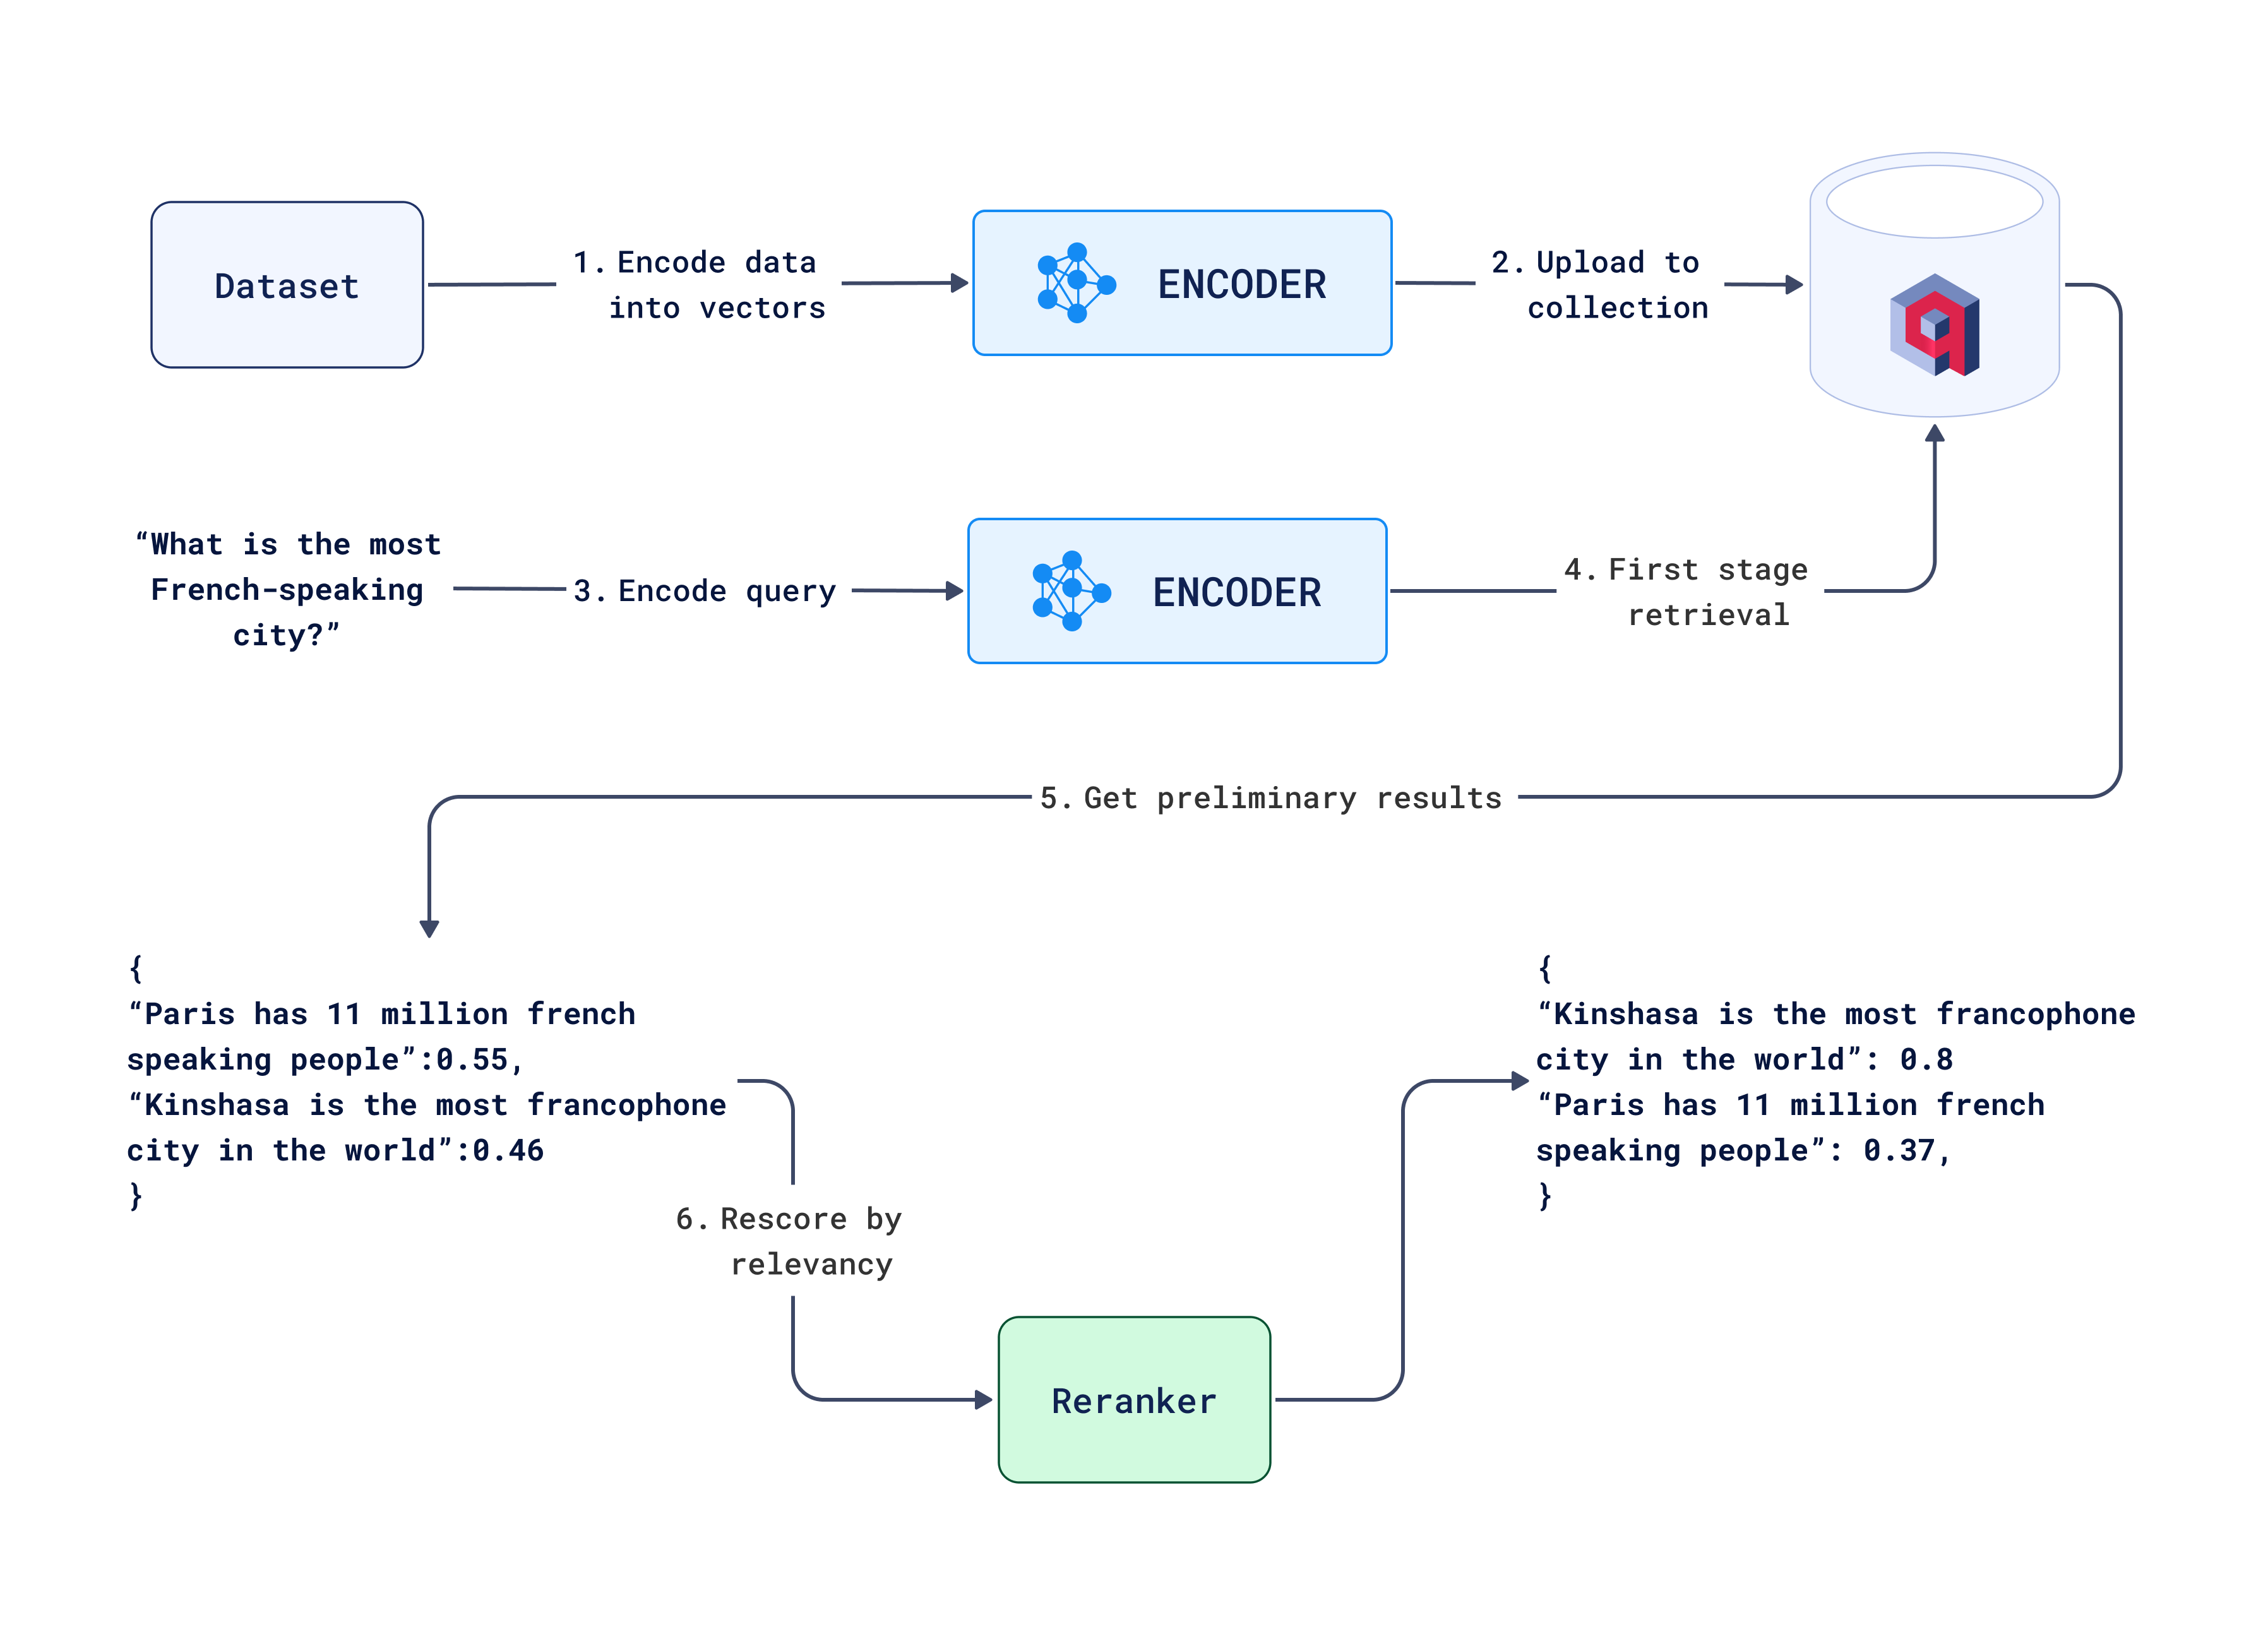 Dataset
1. Encode data
into vectors
ENCODER
2. Upload to
collection
“What is the most
French-speaking
city?”
3. Encode query
ENCODER
4. First stage
retrieval
5. Get preliminary results
{
“Paris has 11 million french
speaking people”:0.55,
“Kinshasa is the most francophone
city in the world”:0.46
}
6. Rescore by
relevancy
Reranker
{
“Kinshasa is the most francophone
city in the world”: 0.8
“Paris has 11 million french
speaking people”: 0.37,
}